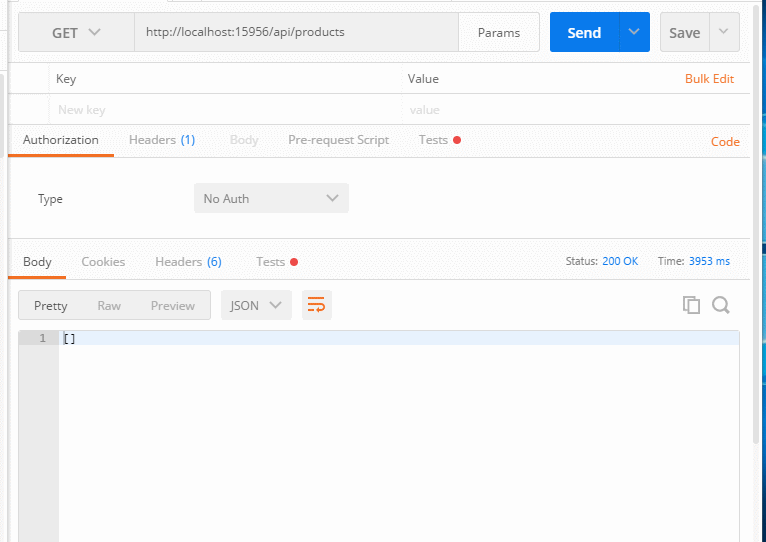 GET http://localhost:15956/api/products Params Send Save
Key Value Bulk Edit
New key value
Authorization Headers (1) Body Pre-request Script Tests Code
Type No Auth
Body Cookies Headers (6) Tests Status: 200 OK Time: 3953 ms
Pretty Raw Preview JSON
1 []